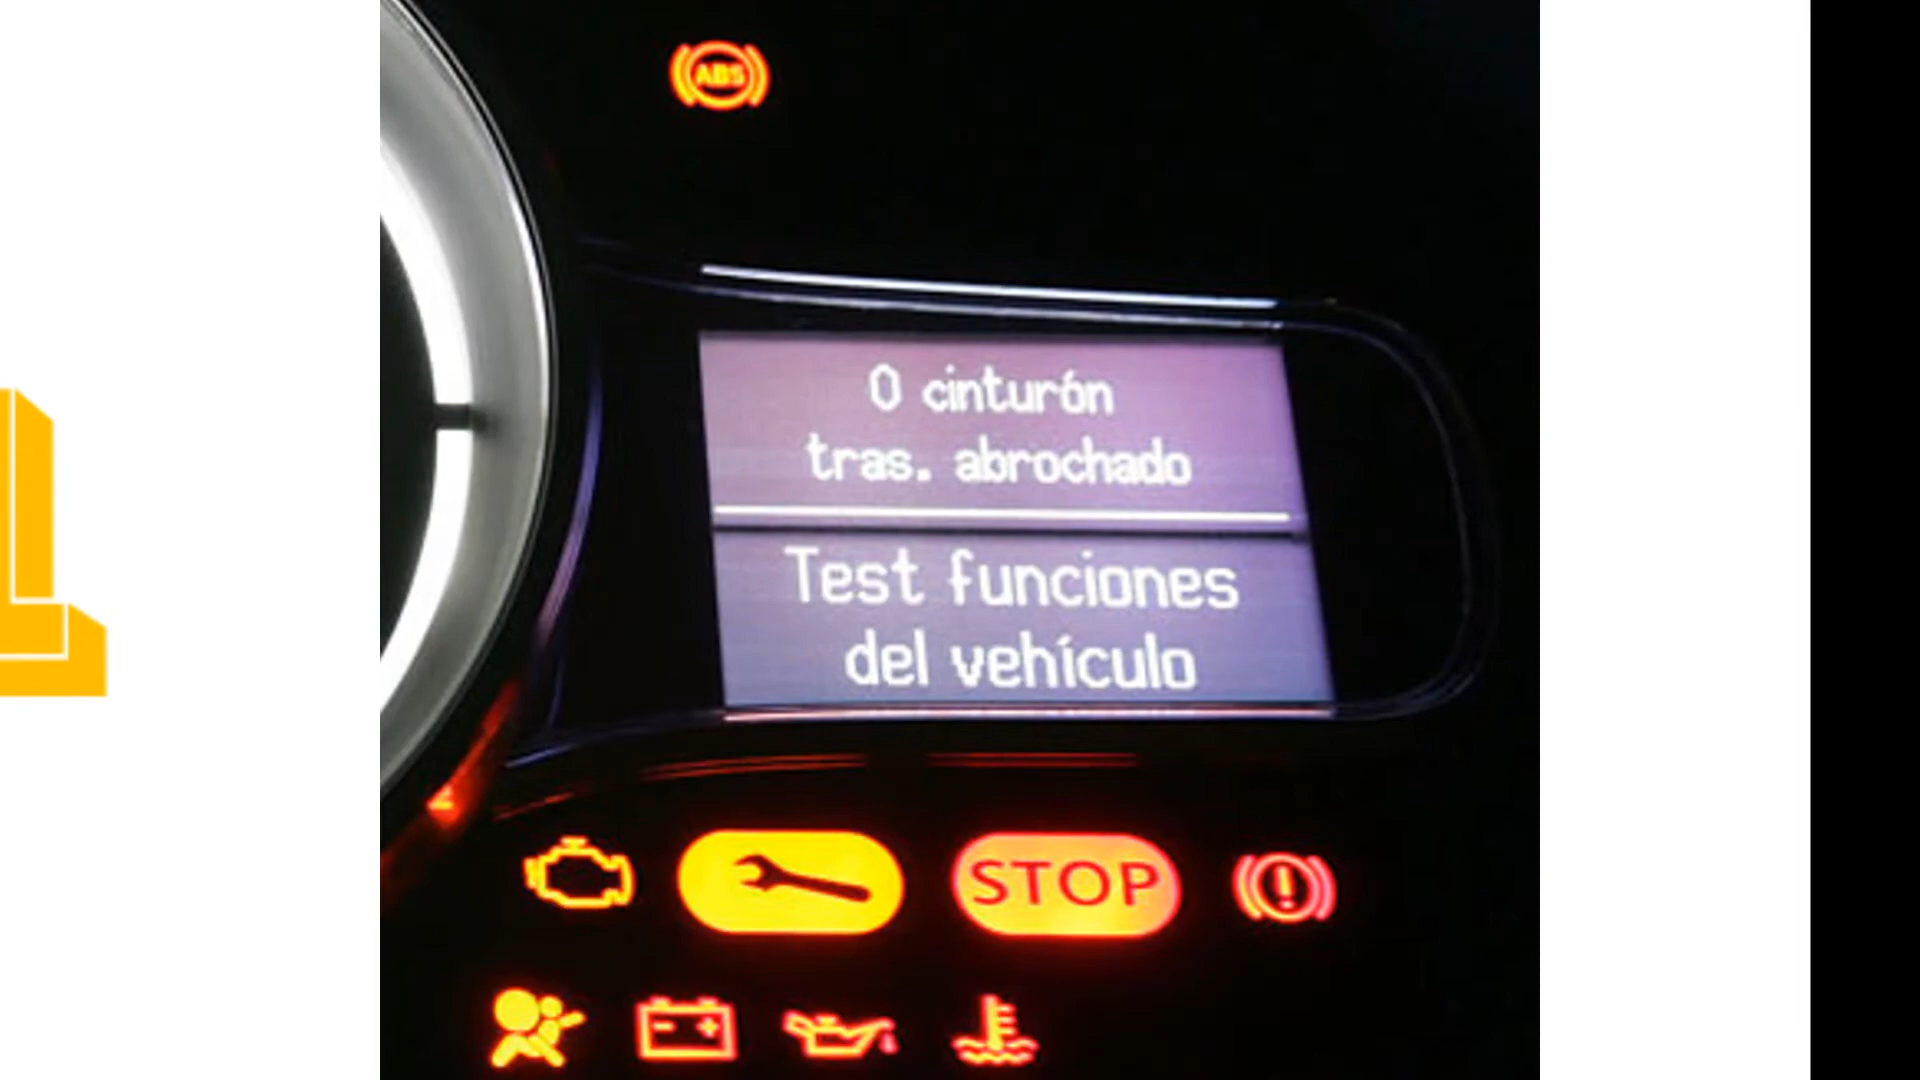 ABS
0 cinturón
tras. abrochado
Test funciones
del vehículo
STOP